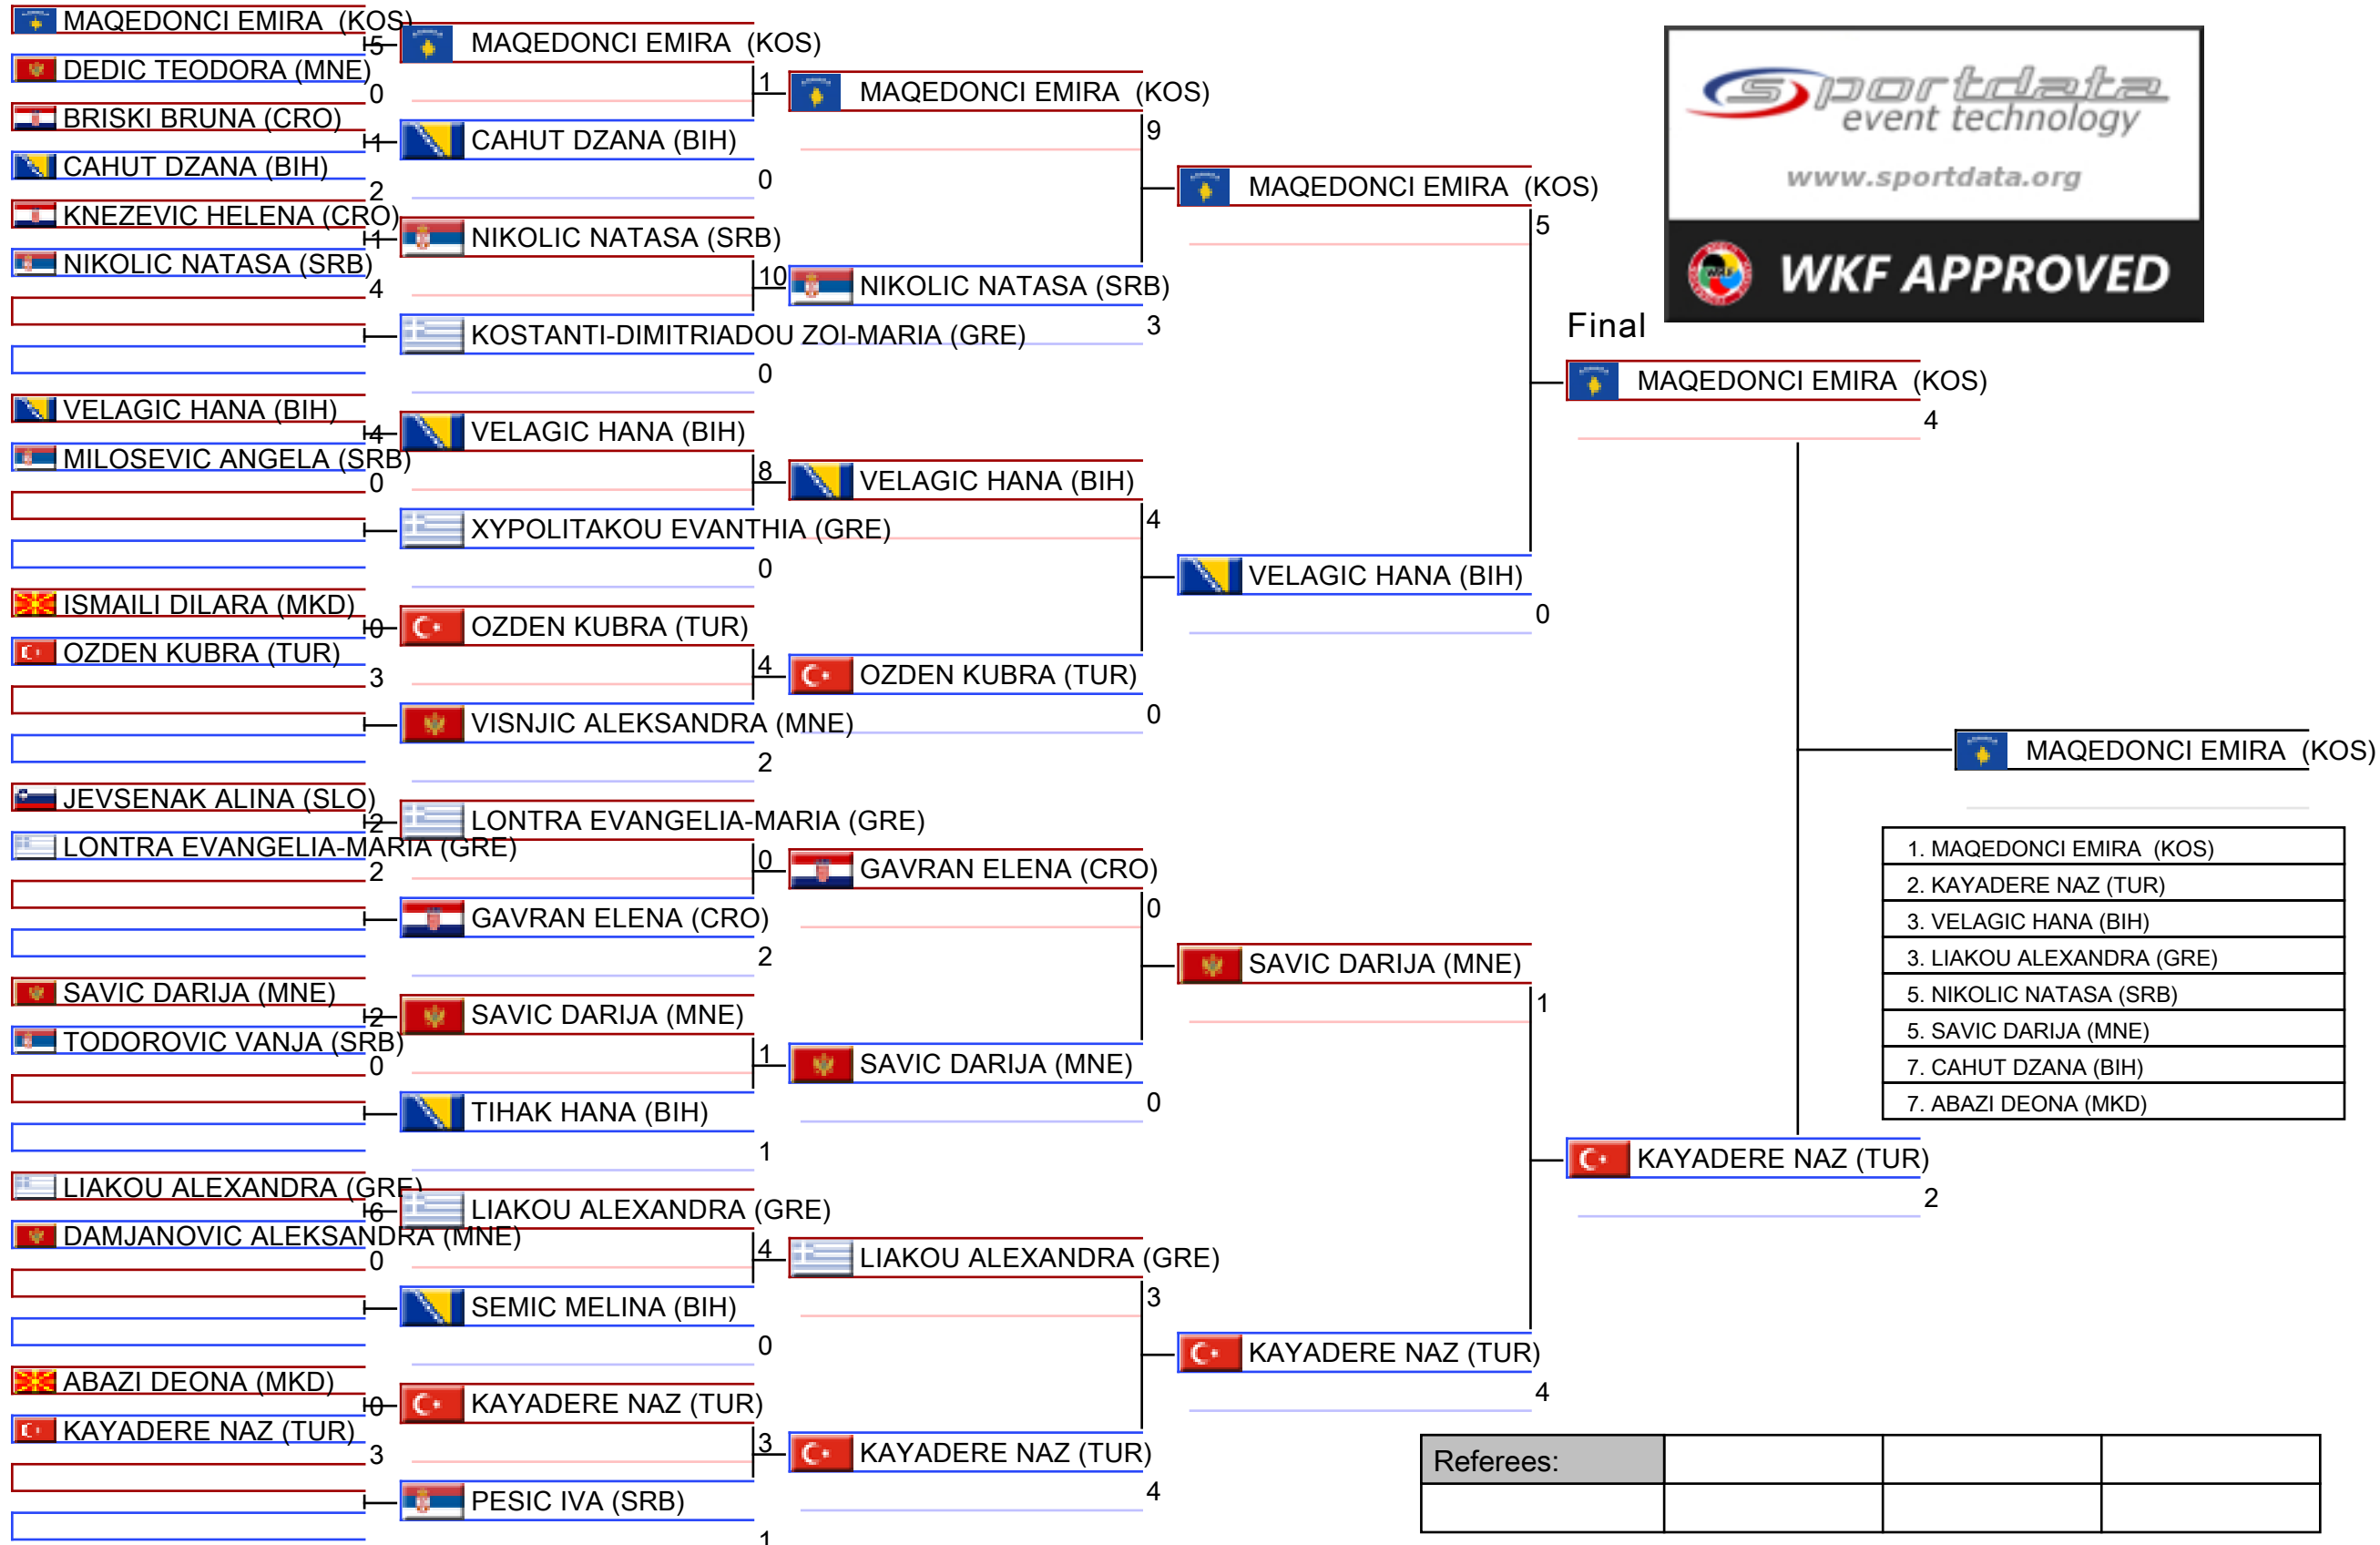 MAQEDONCI EMIRA (KOS)
5
DEDIC TEODORA (MNE)
0
BRISKI BRUNA (CRO)
1
CAHUT DZANA (BIH)
2
KNEZEVIC HELENA (CRO)
1
NIKOLIC NATASA (SRB)
4
VELAGIC HANA (BIH)
4
MILOSEVIC ANGELA (SRB)
0
ISMAILI DILARA (MKD)
0
OZDEN KUBRA (TUR)
3
JEVSENAK ALINA (SLO)
2
LONTRA EVANGELIA-MARIA (GRE)
2
SAVIC DARIJA (MNE)
2
TODOROVIC VANJA (SRB)
0
LIAKOU ALEXANDRA (GRE)
6
DAMJANOVIC ALEKSANDRA (MNE)
0
ABAZI DEONA (MKD)
0
KAYADERE NAZ (TUR)
3
MAQEDONCI EMIRA (KOS)
1
CAHUT DZANA (BIH)
0
NIKOLIC NATASA (SRB)
10
KOSTANTI-DIMITRIADOU ZOI-MARIA (GRE)
0
VELAGIC HANA (BIH)
8
XYPOLITAKOU EVANTHIA (GRE)
0
OZDEN KUBRA (TUR)
4
VISNJIC ALEKSANDRA (MNE)
2
LONTRA EVANGELIA-MARIA (GRE)
0
GAVRAN ELENA (CRO)
2
SAVIC DARIJA (MNE)
1
TIHAK HANA (BIH)
1
LIAKOU ALEXANDRA (GRE)
4
SEMIC MELINA (BIH)
0
KAYADERE NAZ (TUR)
3
PESIC IVA (SRB)
1
MAQEDONCI EMIRA (KOS)
9
NIKOLIC NATASA (SRB)
3
VELAGIC HANA (BIH)
4
OZDEN KUBRA (TUR)
0
GAVRAN ELENA (CRO)
0
SAVIC DARIJA (MNE)
0
LIAKOU ALEXANDRA (GRE)
3
KAYADERE NAZ (TUR)
4
MAQEDONCI EMIRA (KOS)
5
VELAGIC HANA (BIH)
0
SAVIC DARIJA (MNE)
1
KAYADERE NAZ (TUR)
4
Final
MAQEDONCI EMIRA (KOS)
4
KAYADERE NAZ (TUR)
2
MAQEDONCI EMIRA (KOS)
sportdata
event technology
www.sportdata.org
WKF
WKF APPROVED
1. MAQEDONCI EMIRA (KOS)
2. KAYADERE NAZ (TUR)
3. VELAGIC HANA (BIH)
3. LIAKOU ALEXANDRA (GRE)
5. NIKOLIC NATASA (SRB)
5. SAVIC DARIJA (MNE)
7. CAHUT DZANA (BIH)
7. ABAZI DEONA (MKD)
Referees: